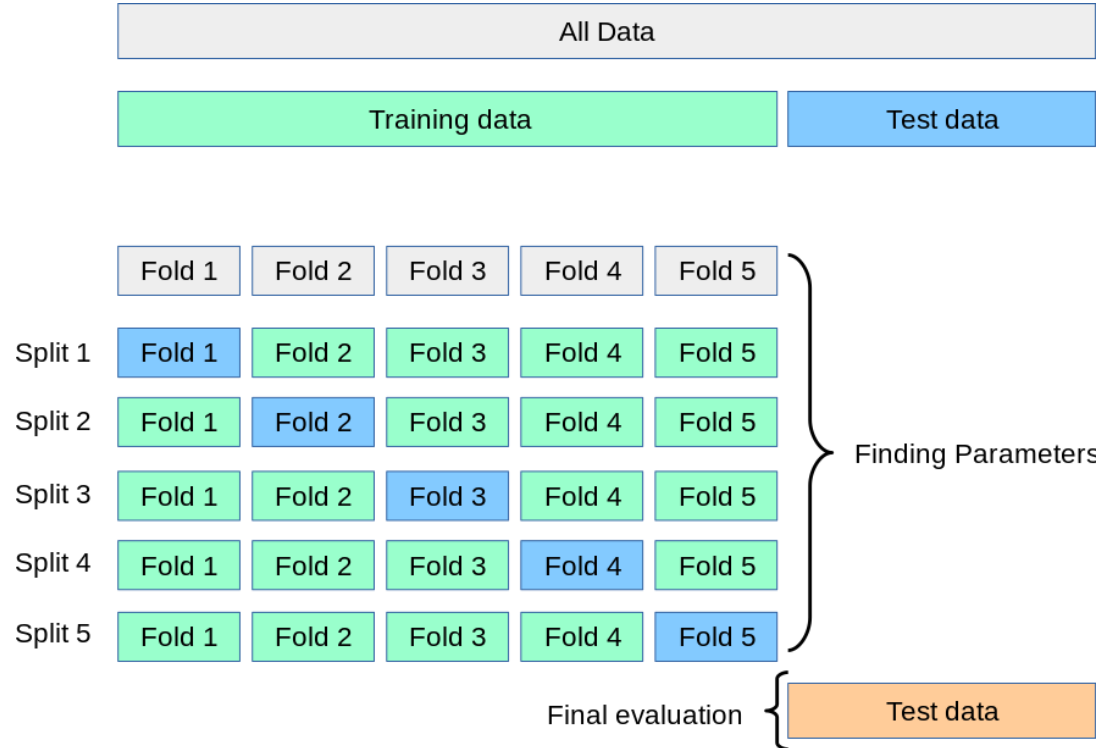 All Data
Training data Test data
Fold 1 Fold 2 Fold 3 Fold 4 Fold 5
Split 1 Fold 1 Fold 2 Fold 3 Fold 4 Fold 5
Split 2 Fold 1 Fold 2 Fold 3 Fold 4 Fold 5
Finding Parameters
Split 3 Fold 1 Fold 2 Fold 3 Fold 4 Fold 5
Split 4 Fold 1 Fold 2 Fold 3 Fold 4 Fold 5
Split 5 Fold 1 Fold 2 Fold 3 Fold 4 Fold 5
Final evaluation Test data